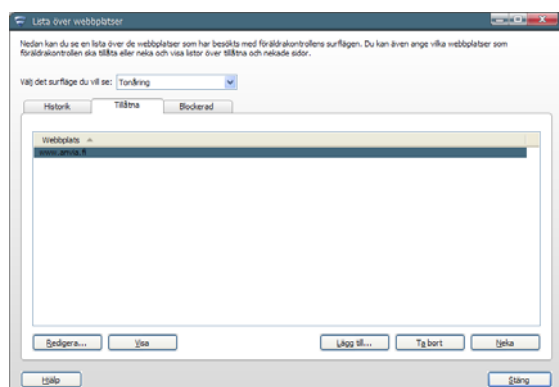 Lista över webbplatser
Nedan kan du se en lista över de webbplatser som har besökts med föräldrakontrollens surflägen. Du kan även ange vilka webbplatser som
föräldrakontrollen ska tillåta eller neka och visa listor över tillåtna och nekade sidor.
Välj det surfläge du vill se: Tonåring
Historik Tillåtna Blockerad
Webbplats
www.anvia.fi
Redigera... Visa Lägg till... Ta bort Neka
Hjälp Stäng